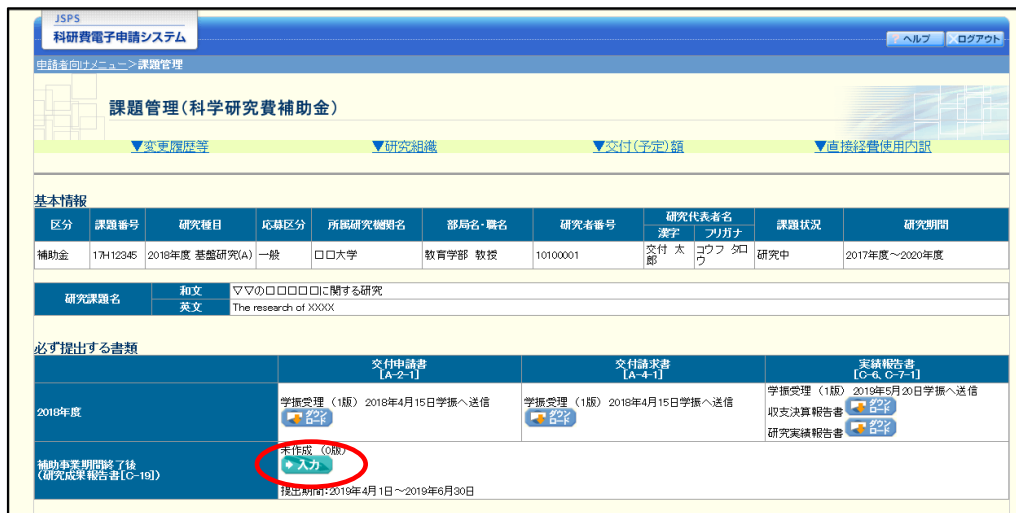 JSPS
科研費電子申請システム
ヘルプ ログアウト
申請者向けメニュー>課題管理
課題管理(科学研究費補助金)
▼変更履歴等 ▼研究組織 ▼交付(予定)額 ▼直接経費使用内訳
基本情報
区分 課題番号 研究種目 応募区分 所属研究機関名 部局名・職名 研究者番号 研究代表者名 課題状況 研究期間
漢字 フリガナ
補助金 17H12345 2018年度 基盤研究(A) 一般 口口大学 教育学部 教授 10100001 交付 太郎 コウフ タロウ 研究中 2017年度~2020年度
研究課題名 和文 ▽▽の口口口口口に関する研究
英文 The research of XXXX
必ず提出する書類
交付申請書 交付請求書 実績報告書
[A-2-1] [A-4-1] [C-6、C-7-1]
2018年度 学振受理 (1版) 2018年4月15日学振へ送信 学振受理 (1版) 2018年4月15日学振へ送信 学振受理 (1版) 2019年5月20日学振へ送信
ダウンロード ダウンロード 収支決算報告書 ダウンロード
研究実績報告書 ダウンロード
補助事業期間終了後 未作成 (0版)
(研究成果報告書[C-19]) 入力
提出期間:2019年4月1日~2019年6月30日